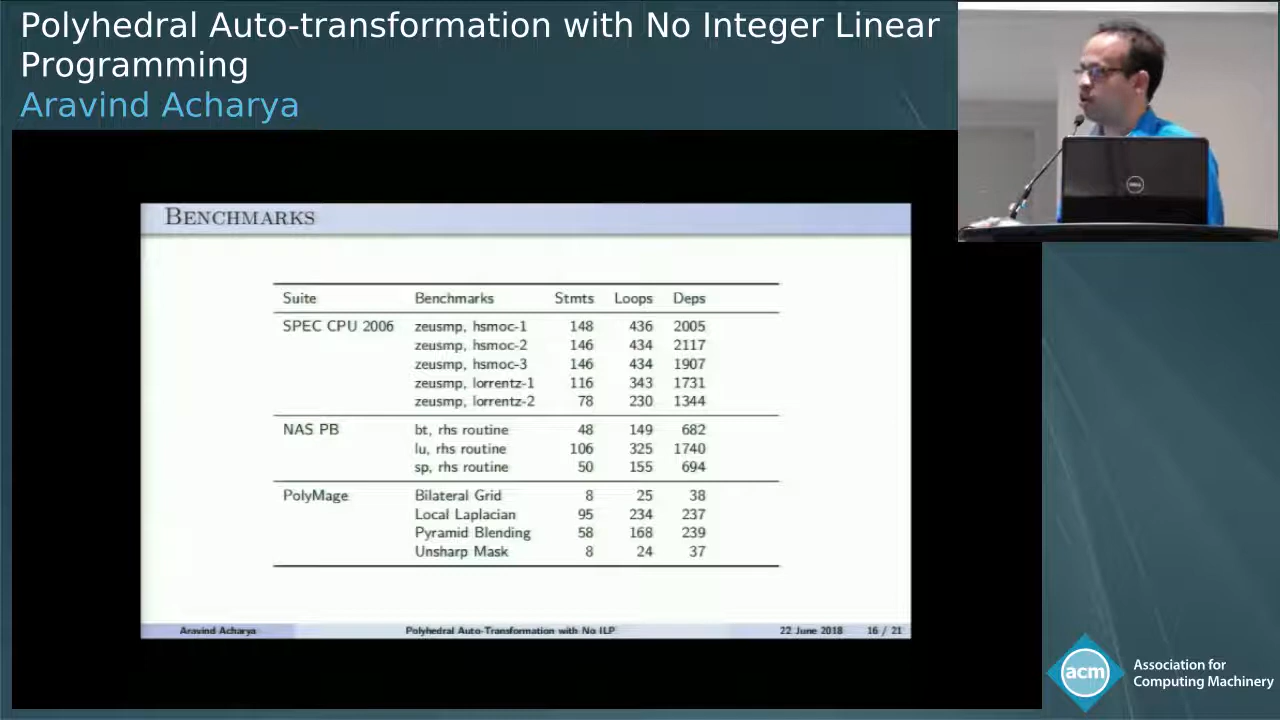 Polyhedral Auto-transformation with No Integer Linear
Programming
Aravind Acharya
BENCHMARKS
Suite Benchmarks Stmts Loops Deps
SPEC CPU 2006 zeusmp, hsmoc-1 148 436 2005
zeusmp, hsmoc-2 146 434 2117
zeusmp, hsmoc-3 146 434 1907
zeusmp, lorrentz-1 116 343 1731
zeusmp, lorrentz-2 78 230 1344
NAS PB bt, rhs routine 48 149 682
lu, rhs routine 106 325 1740
sp, rhs routine 50 155 694
PolyMage Bilateral Grid 8 25 38
Local Laplacian 95 234 237
Pyramid Blending 58 168 239
Unsharp Mask 8 24 37
Aravind Acharya Polyhedral Auto-Transformation with No ILP 22 June 2018 16 / 21
DELL
acm Association for
Computing Machinery